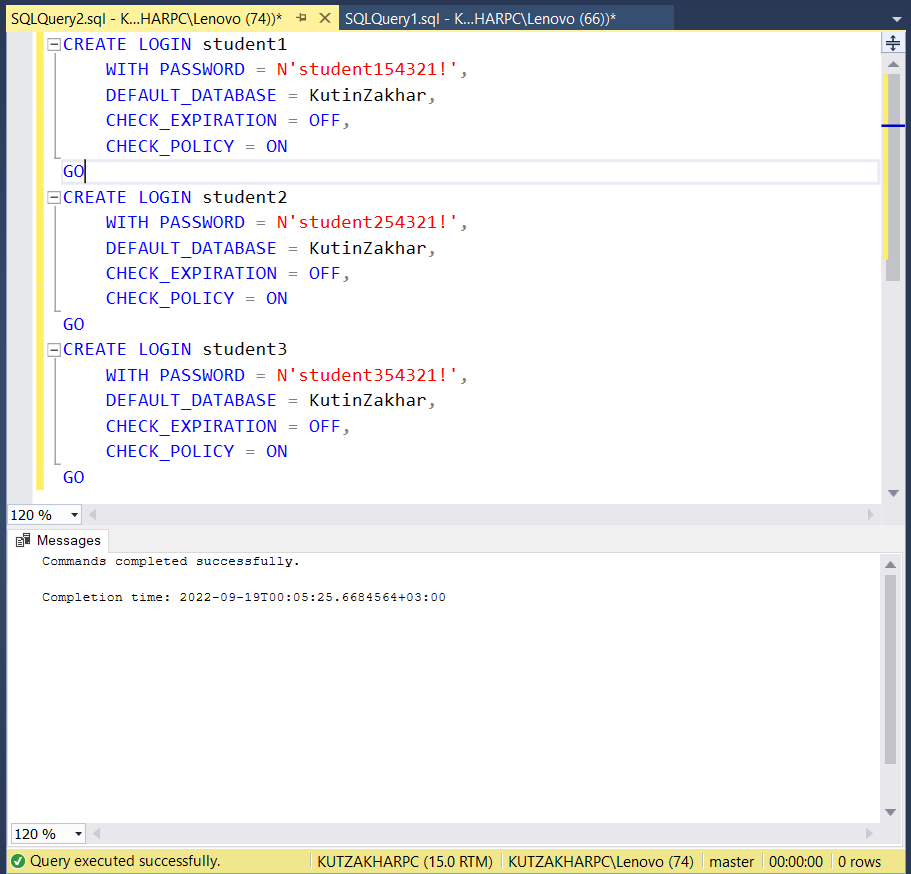 SQLQuery2.sql - K...HARPC\Lenovo (74))* SQLQuery1.sql - K...HARPC\Lenovo (66))*
CREATE LOGIN student1
WITH PASSWORD = N'student154321!',
DEFAULT_DATABASE = KutinZakhar,
CHECK_EXPIRATION = OFF,
CHECK_POLICY = ON
GO
CREATE LOGIN student2
WITH PASSWORD = N'student254321!',
DEFAULT_DATABASE = KutinZakhar,
CHECK_EXPIRATION = OFF,
CHECK_POLICY = ON
GO
CREATE LOGIN student3
WITH PASSWORD = N'student354321!',
DEFAULT_DATABASE = KutinZakhar,
CHECK_EXPIRATION = OFF,
CHECK_POLICY = ON
GO
120 %
Messages
Commands completed successfully.
Completion time: 2022-09-19T00:05:25.6684564+03:00
120 %
Query executed successfully. KUTZAKHARPC (15.0 RTM) KUTZAKHARPC\Lenovo (74) master 00:00:00 0 rows